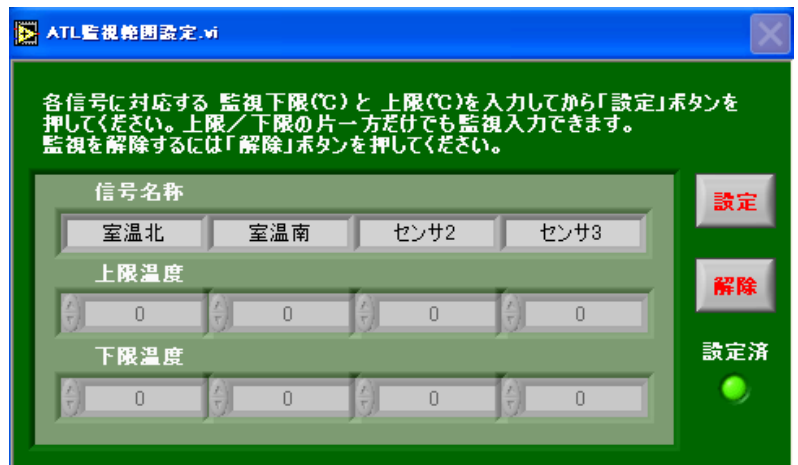 ATL監視範囲設定.vi
各信号に対応する 監視下限(℃)と 上限(℃)を入力してから「設定」ボタンを
押してください。上限／下限の片一方だけでも監視入力できます。
監視を解除するには「解除」ボタンを押してください。
信号名称
設定
室温北 室温南 センサ2 センサ3
上限温度
解除
0 0 0 0
下限温度
設定済
0 0 0 0